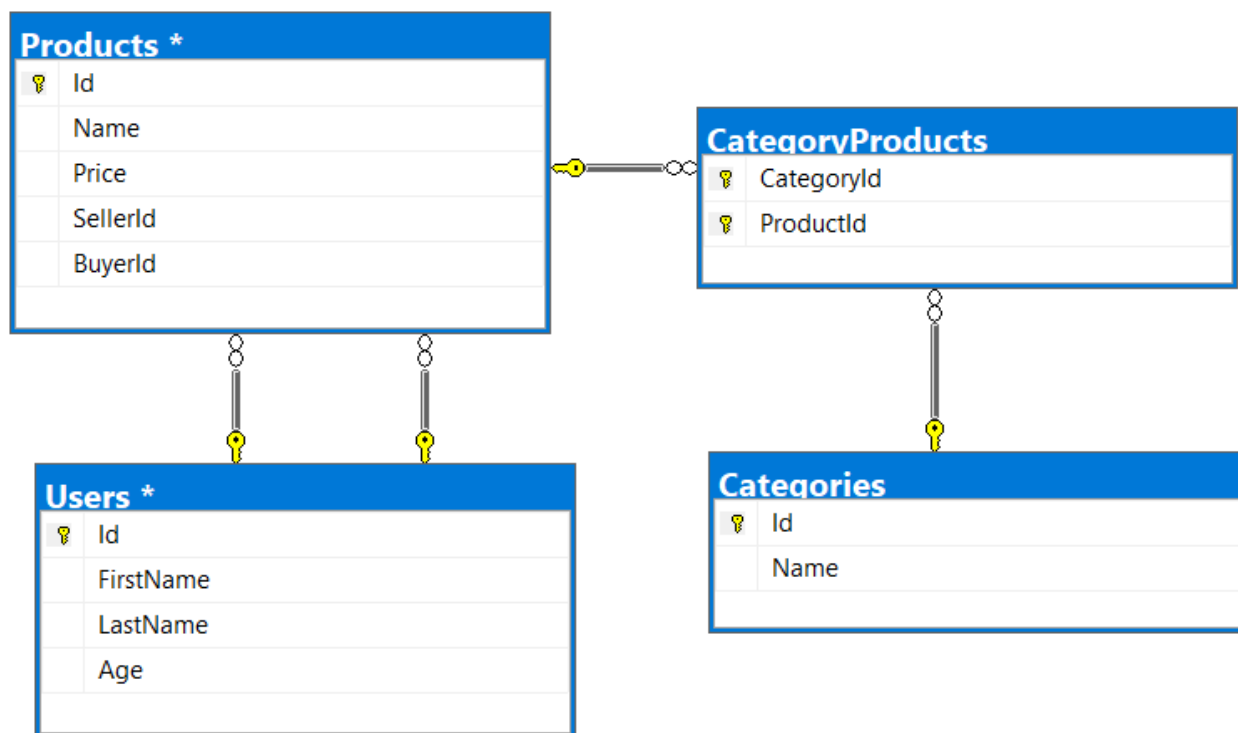 Products *
Id
Name
Price
SellerId
BuyerId
CategoryProducts
CategoryId
ProductId
Users *
Id
FirstName
LastName
Age
Categories
Id
Name